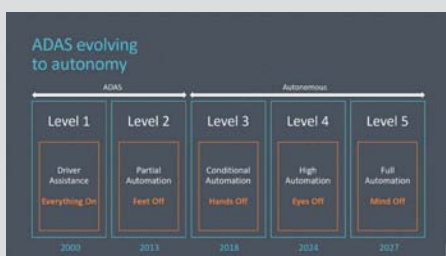 ADAS evolving
to autonomy
ADAS
Autonomous
Level 1
Level 2
Level 3
Level 4
Level 5
Driver
Assistance
Everything On
Partial
Automation
Feet Off
Conditional
Automation
Hands Off
High
Automation
Eyes Off
Full
Automation
Mind Off
2000
2013
2018
2024
2027